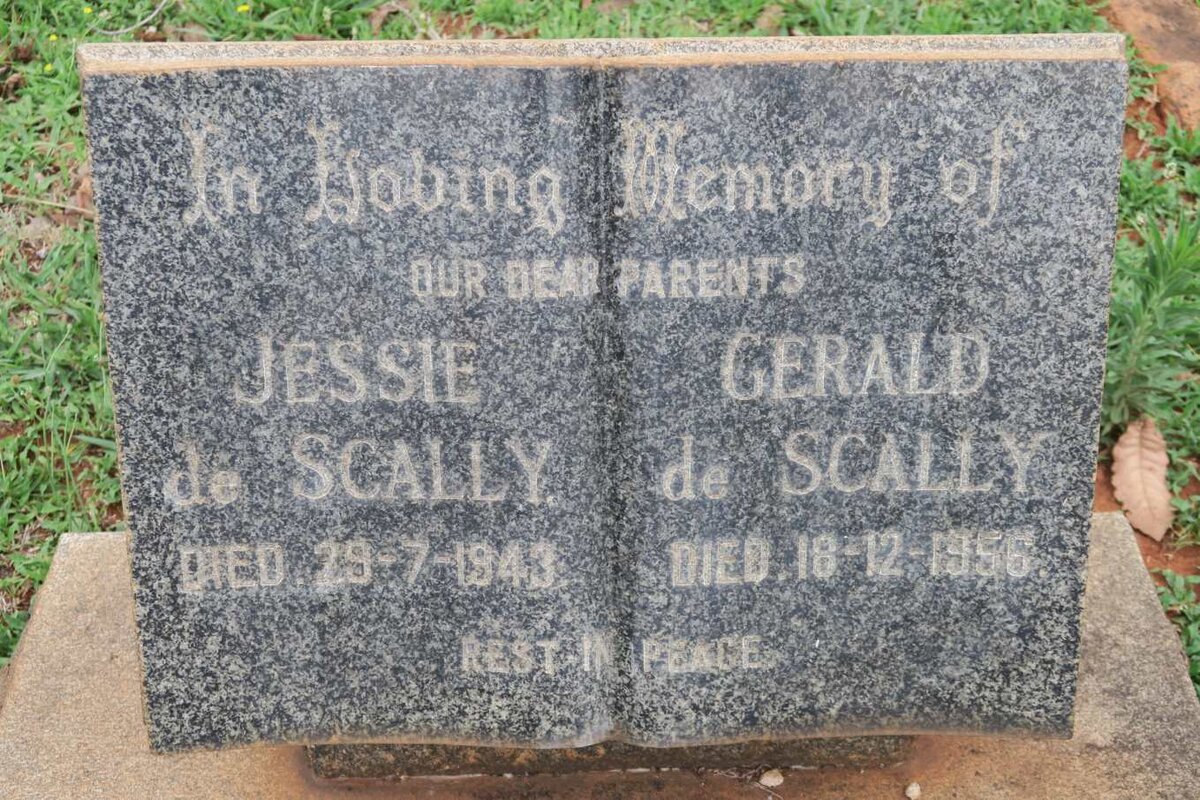 In Loving Memory of
OUR DEAR PARENTS
JESSIE
de SCALLY.
DIED. 29-7-1943.
GERALD
de SCALLY
DIED. 18-12-1956.
REST IN PEACE.